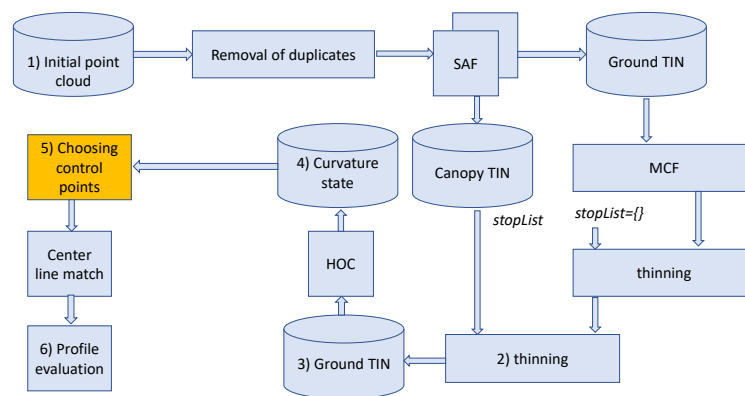 1) Initial point
cloud
Removal of duplicates
SAF
Ground TIN
5) Choosing
control
points
4) Curvature
state
Canopy TIN
MCF
stopList
stopList={}
Center
line match
HOC
thinning
6) Profile
evaluation
3) Ground TIN
2) thinning